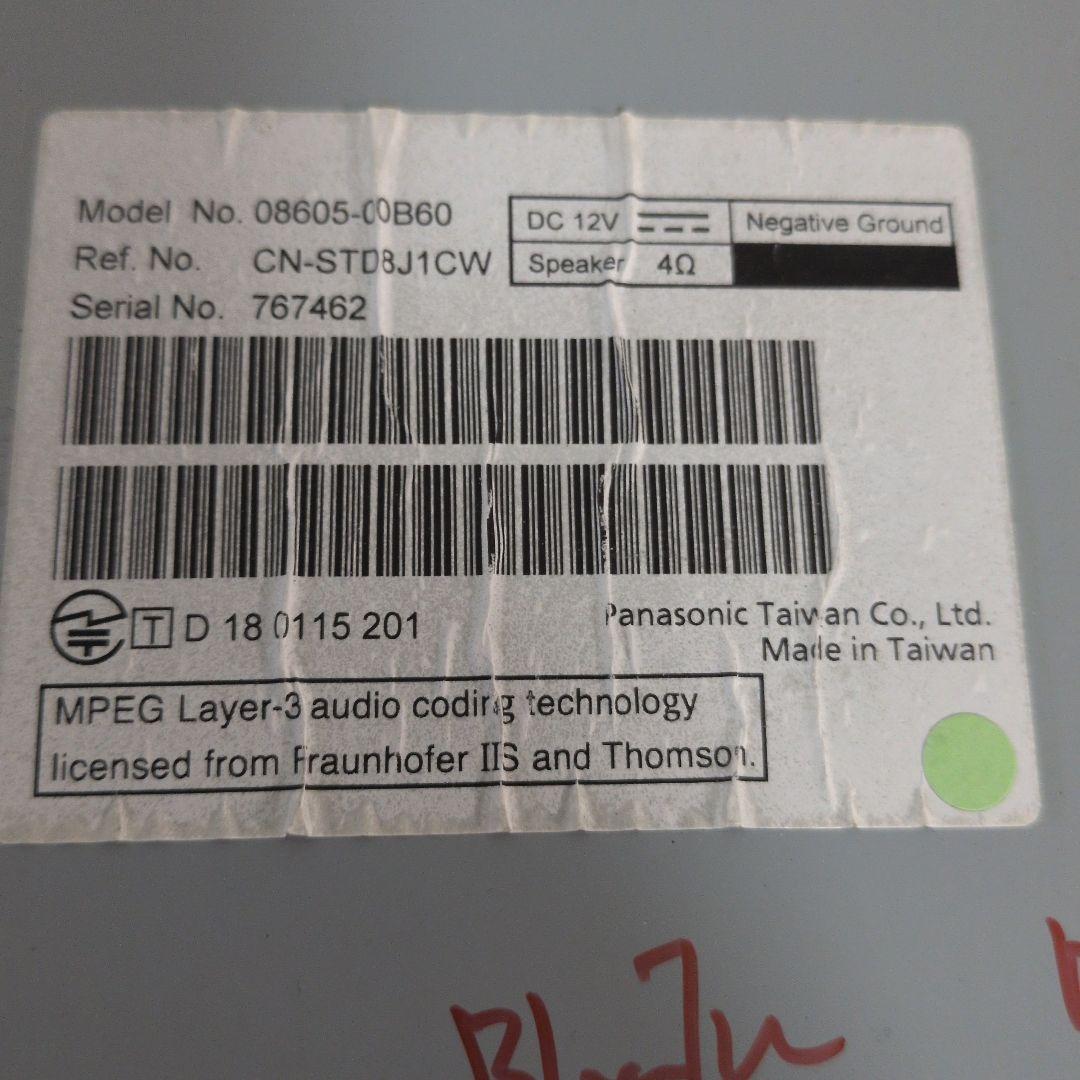 Model No. 08605-00B60
Ref. No. CN-STD8J1CW
Serial No. 767462
DC 12V Negative Ground
Speaker 4Ω
T D 18 0115 201
Panasonic Taiwan Co., Ltd.
Made in Taiwan
MPEG Layer-3 audio coding technology
licensed from Fraunhofer IIS and Thomson.